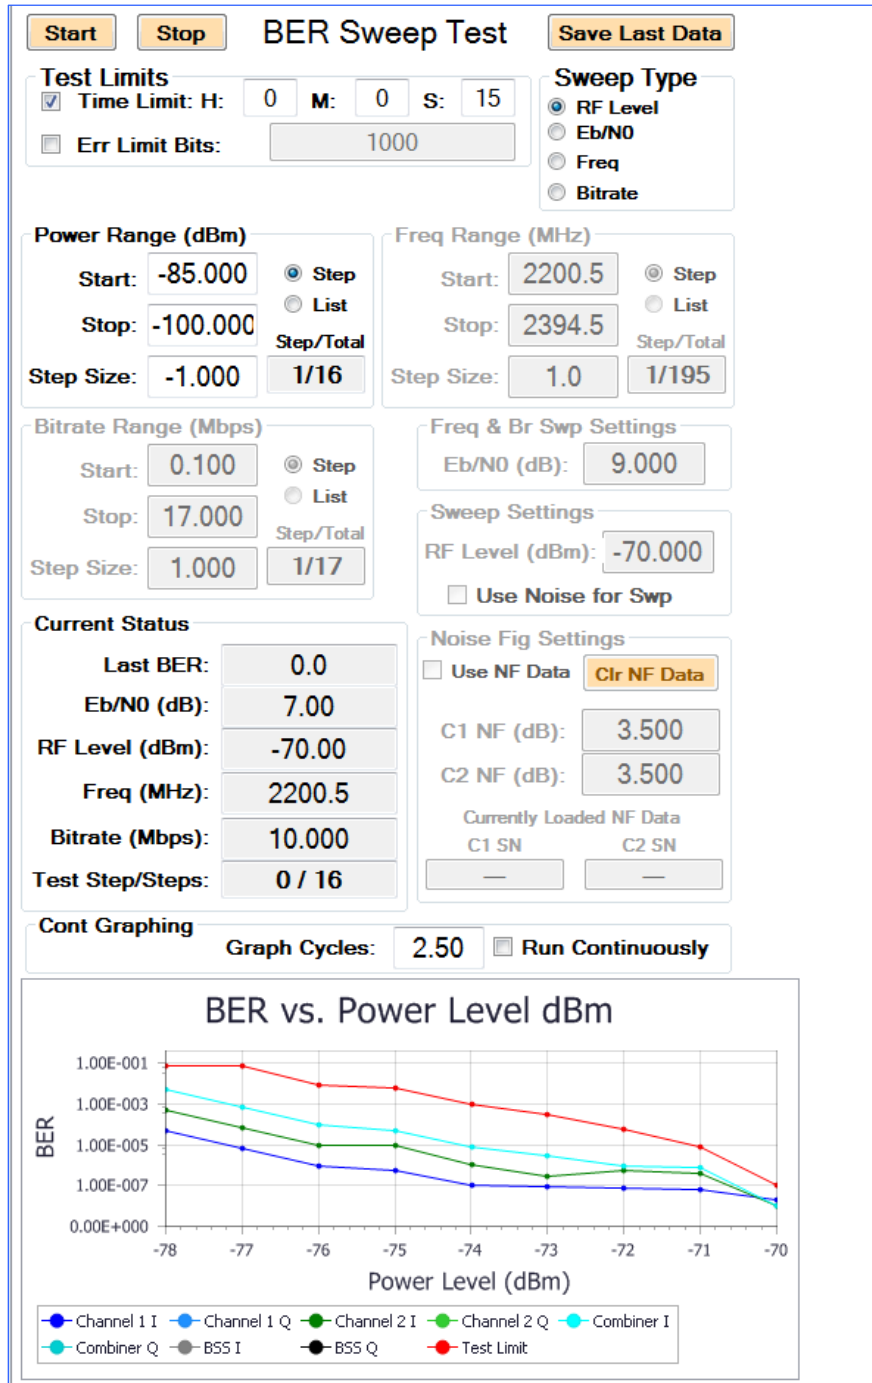 Start Stop BER Sweep Test Save Last Data
Test Limits
Time Limit: H: 0 M: 0 S: 15
Err Limit Bits: 1000
Sweep Type
RF Level
Eb/N0
Freq
Bitrate
Power Range (dBm)
Start: -85.000 Step
List
Stop: -100.000
Step/Total
Step Size: -1.000 1/16
Freq Range (MHz)
Start: 2200.5 Step
List
Stop: 2394.5
Step/Total
Step Size: 1.0 1/195
Bitrate Range (Mbps)
Start: 0.100 Step
List
Stop: 17.000
Step/Total
Step Size: 1.000 1/17
Freq & Br Swp Settings
Eb/N0 (dB): 9.000
Sweep Settings
RF Level (dBm): -70.000
Use Noise for Swp
Current Status
Last BER: 0.0
Eb/N0 (dB): 7.00
RF Level (dBm): -70.00
Freq (MHz): 2200.5
Bitrate (Mbps): 10.000
Test Step/Steps: 0 / 16
Noise Fig Settings
Use NF Data Clr NF Data
C1 NF (dB): 3.500
C2 NF (dB): 3.500
Currently Loaded NF Data
C1 SN C2 SN
— —
Cont Graphing
Graph Cycles: 2.50 Run Continuously
BER vs. Power Level dBm
BER
1.00E-001
1.00E-003
1.00E-005
1.00E-007
0.00E+000
-78 -77 -76 -75 -74 -73 -72 -71 -70
Power Level (dBm)
Channel 1 I Channel 1 Q Channel 2 I Channel 2 Q Combiner I
Combiner Q BSS I BSS Q Test Limit